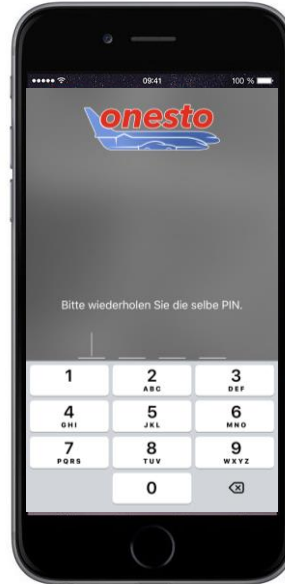 09:41 100 %
onesto
Bitte wiederholen Sie die selbe PIN.
1 2 3
ABC DEF
4 5 6
GHI JKL MNO
7 8 9
PQRS TUV WXYZ
0